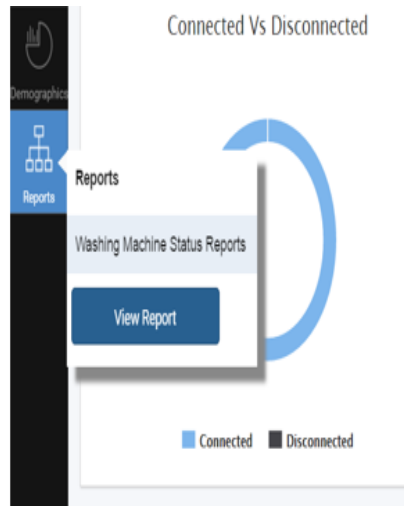 Connected Vs Disconnected
Demographics
Reports
Reports
Washing Machine Status Reports
View Report
Connected Disconnected